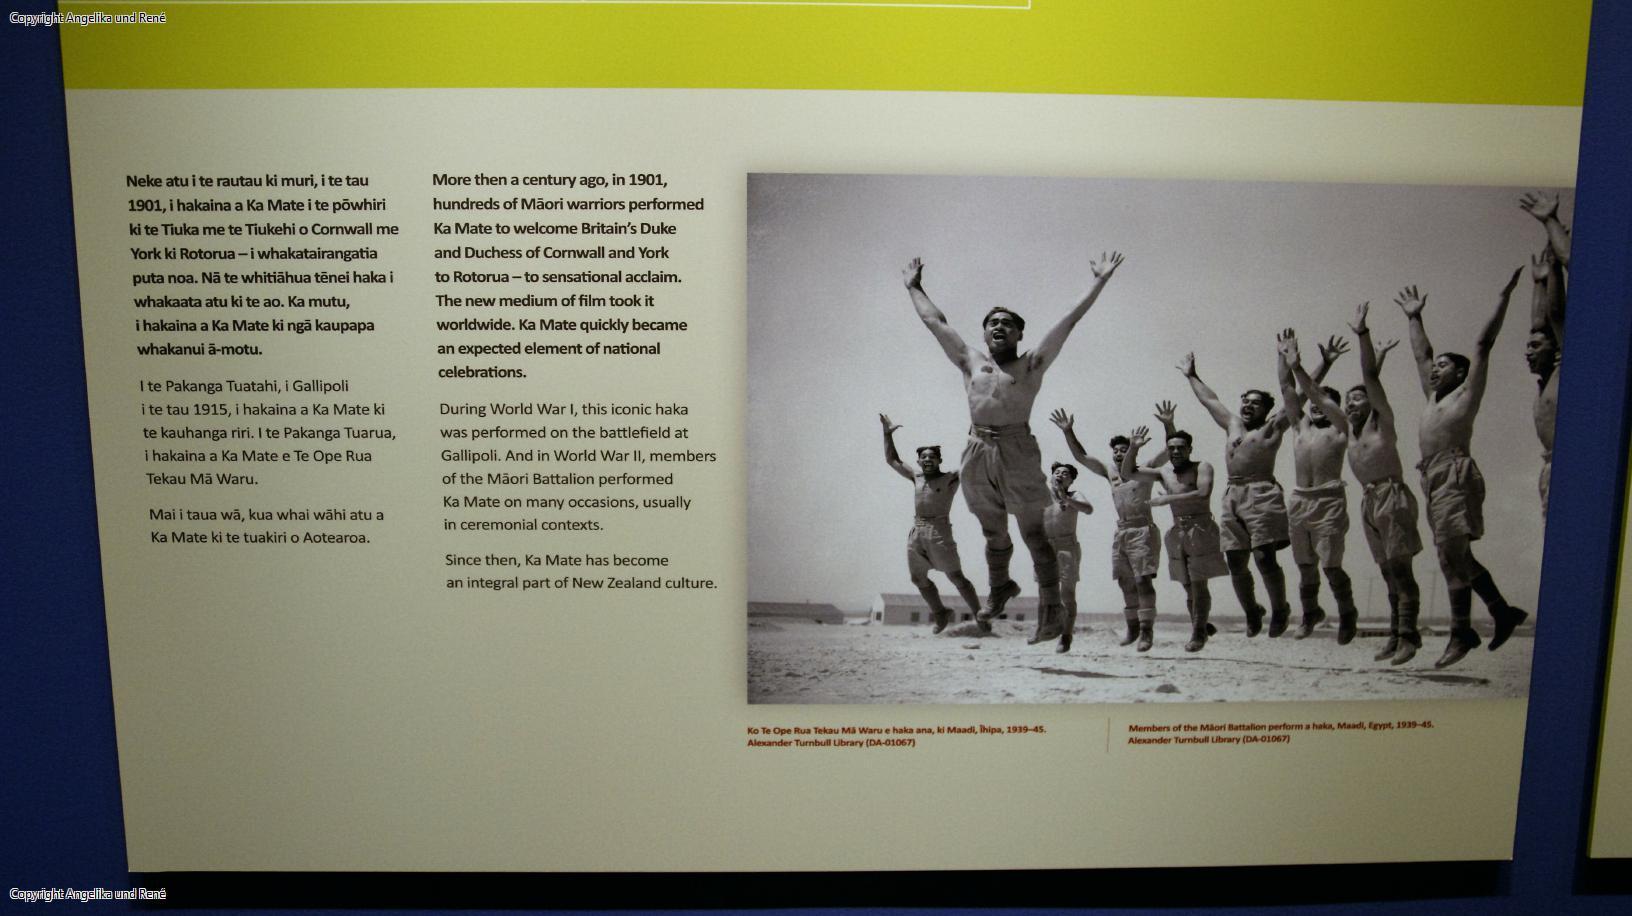 Copyright Angelika und René
Neke atu i te rautau ki muri, i te tau
1901, i hakaina a Ka Mate i te pōwhiri
ki te Tiuka me te Tiukehi o Cornwall me
York ki Rotorua – i whakatairangatia
puta noa. Nā te whitiāhua tēnei haka i
whakaata atu ki te ao. Ka mutu,
i hakaina a Ka Mate ki ngā kaupapa
whakanui ā-motu.
I te Pakanga Tuatahi, i Gallipoli
i te tau 1915, i hakaina a Ka Mate ki
te kauhanga riri. I te Pakanga Tuarua,
i hakaina a Ka Mate e Te Ope Rua
Tekau Mā Waru.
Mai i taua wā, kua whai wāhi atu a
Ka Mate ki te tuakiri o Aotearoa.
More then a century ago, in 1901,
hundreds of Māori warriors performed
Ka Mate to welcome Britain's Duke
and Duchess of Cornwall and York
to Rotorua – to sensational acclaim.
The new medium of film took it
worldwide. Ka Mate quickly became
an expected element of national
celebrations.
During World War I, this iconic haka
was performed on the battlefield at
Gallipoli. And in World War II, members
of the Māori Battalion performed
Ka Mate on many occasions, usually
in ceremonial contexts.
Since then, Ka Mate has become
an integral part of New Zealand culture.
Ko Te Ope Rua Tekau Mā Waru e haka ana, ki Maadi, Īhipa, 1939–45.
Alexander Turnbull Library (DA-01067)
Members of the Māori Battalion perform a haka, Maadi, Egypt, 1939–45.
Alexander Turnbull Library (DA-01067)
Copyright Angelika und René